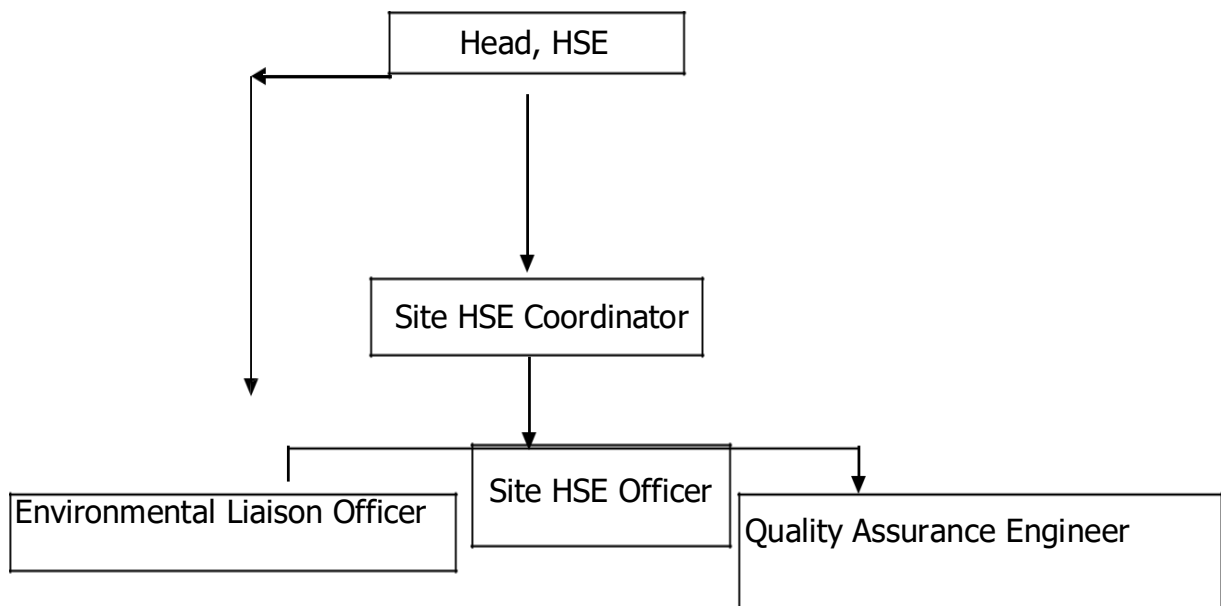 Head, HSE
Site HSE Coordinator
Environmental Liaison Officer
Site HSE Officer
Quality Assurance Engineer